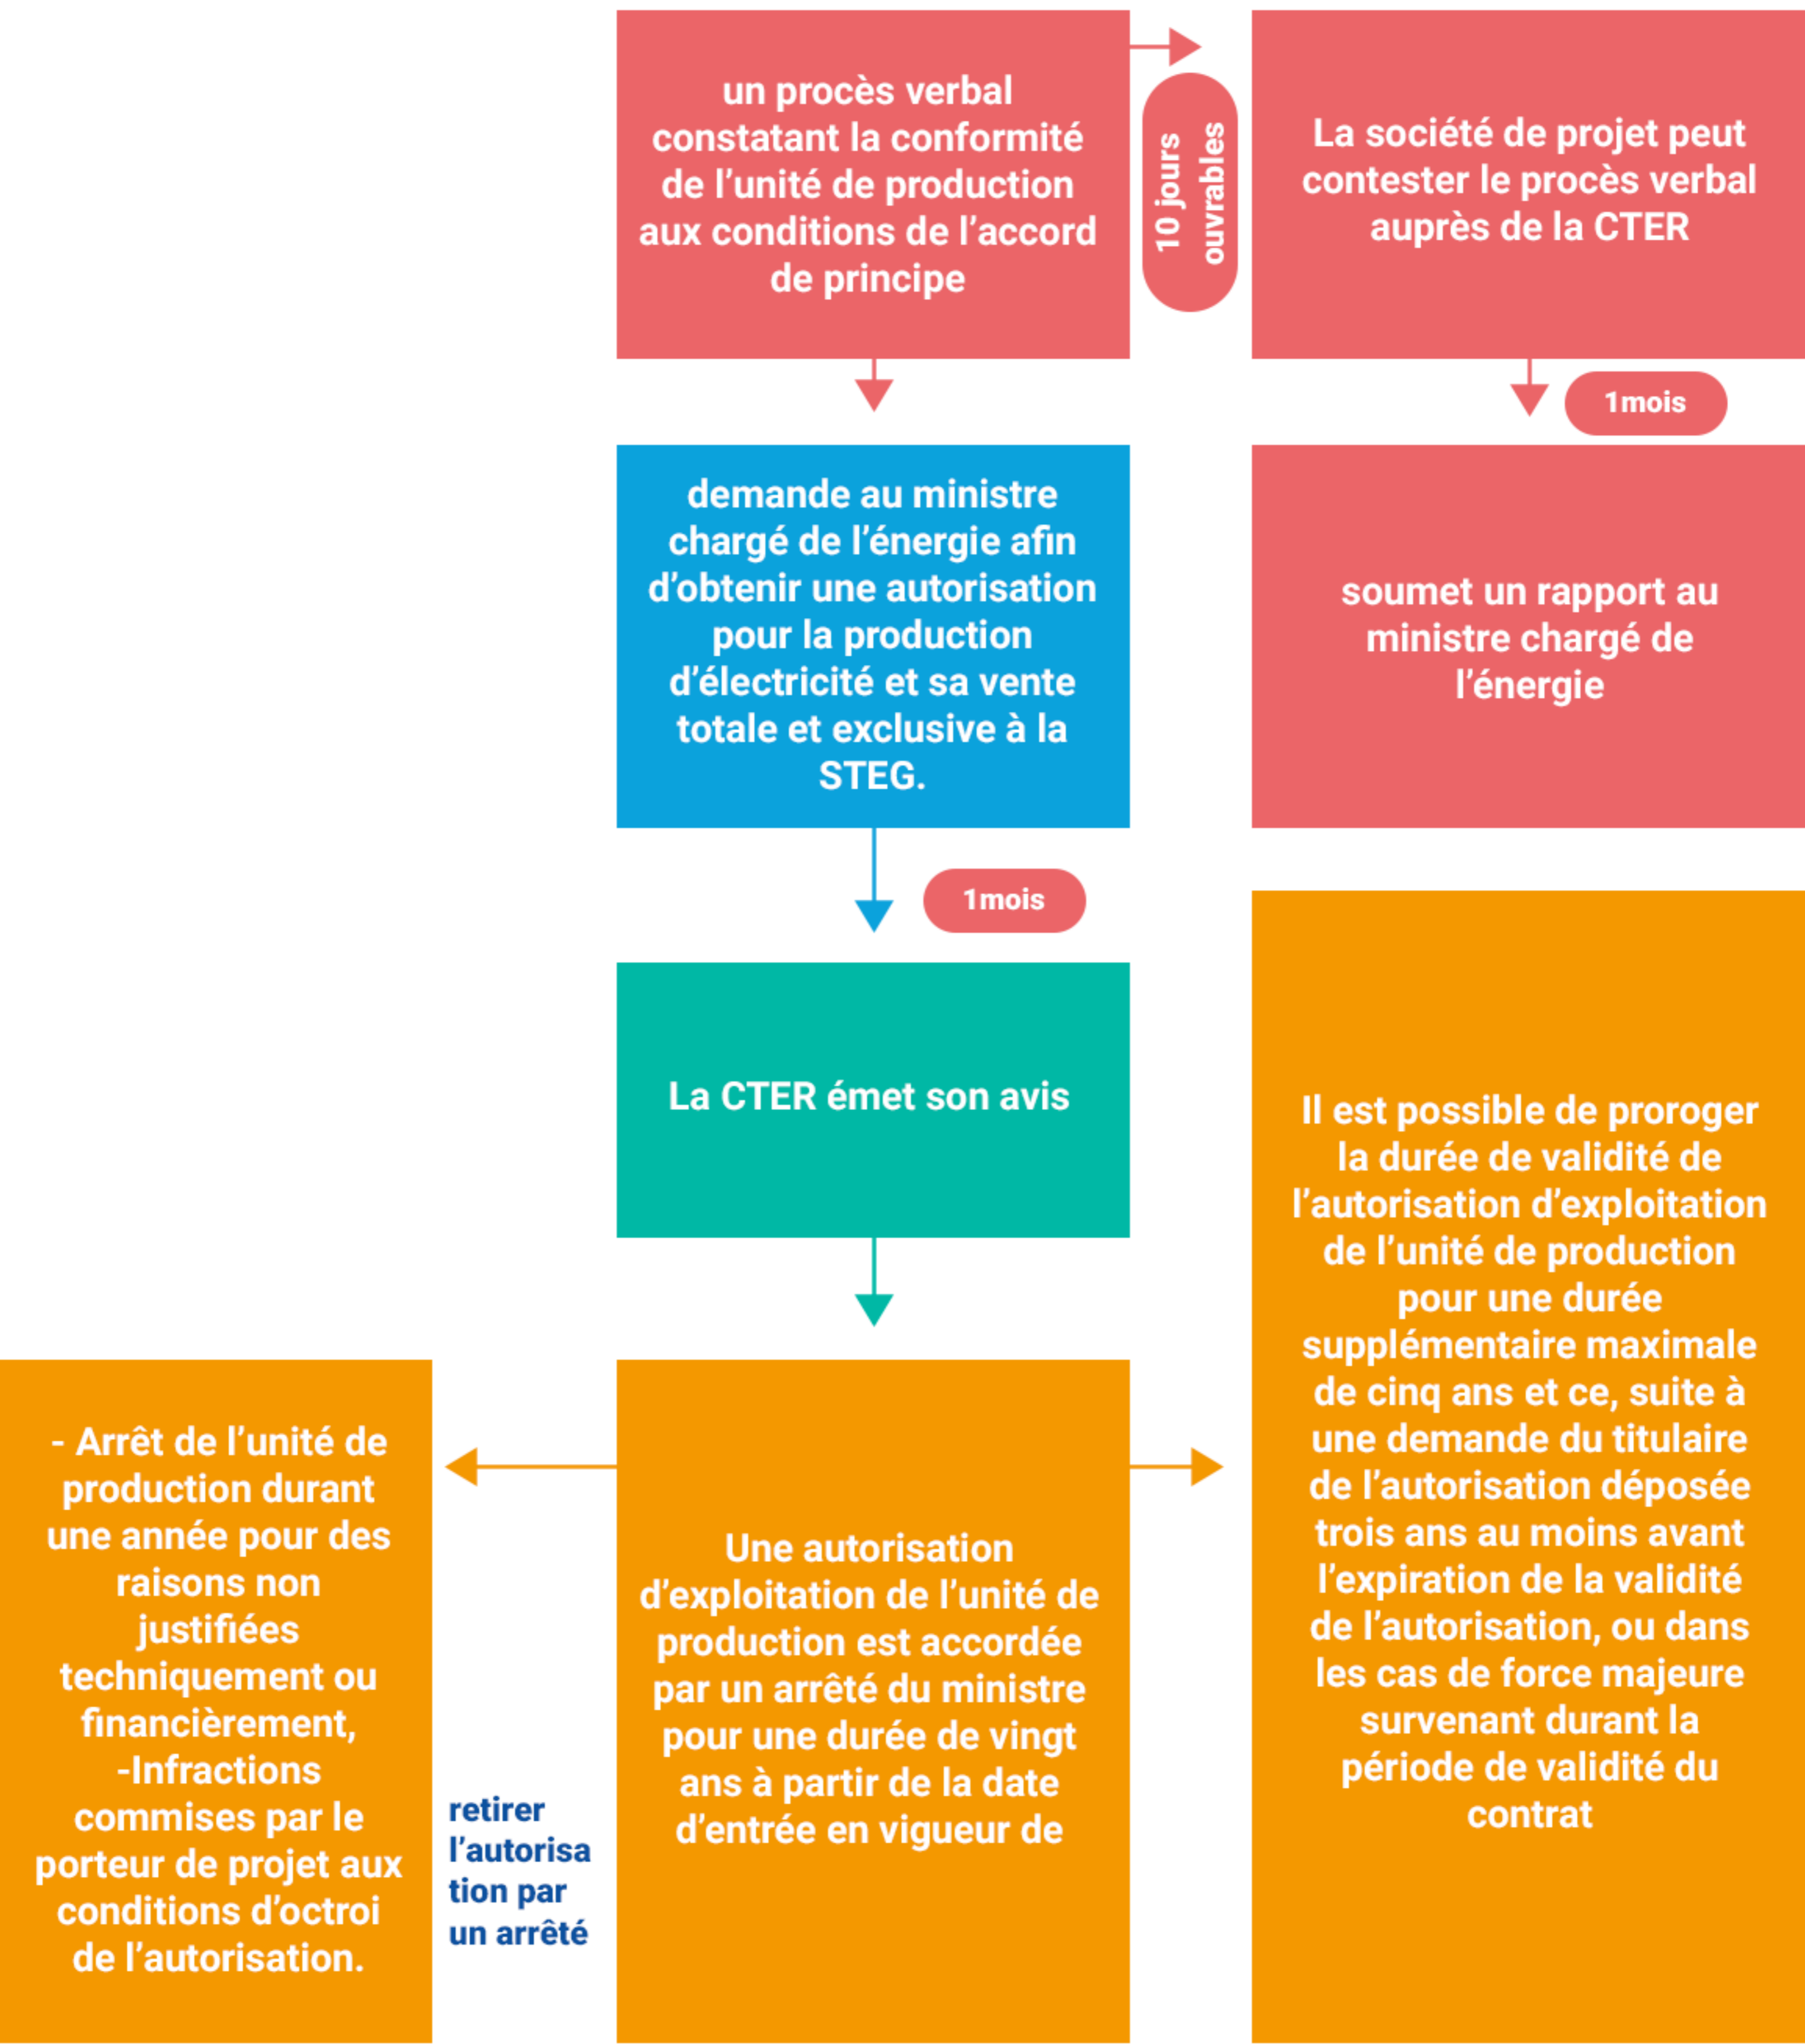 un procès verbal
constatant la conformité
de l'unité de production
aux conditions de l'accord
de principe
10 jours
ouvrables
La société de projet peut
contester le procès verbal
auprès de la CTER
1mois
demande au ministre
chargé de l'énergie afin
d'obtenir une autorisation
pour la production
d'électricité et sa vente
totale et exclusive à la
STEG.
soumet un rapport au
ministre chargé de
l'énergie
1mois
La CTER émet son avis
Il est possible de proroger
la durée de validité de
l'autorisation d'exploitation
de l'unité de production
pour une durée
supplémentaire maximale
de cinq ans et ce, suite à
une demande du titulaire
de l'autorisation déposée
trois ans au moins avant
l'expiration de la validité
de l'autorisation, ou dans
les cas de force majeure
survenant durant la
période de validité du
contrat
- Arrêt de l'unité de
production durant
une année pour des
raisons non
justifiées
techniquement ou
financièrement,
-Infractions
commises par le
porteur de projet aux
conditions d'octroi
de l'autorisation.
retirer
l'autorisa
tion par
un arrêté
Une autorisation
d'exploitation de l'unité de
production est accordée
par un arrêté du ministre
pour une durée de vingt
ans à partir de la date
d'entrée en vigueur de